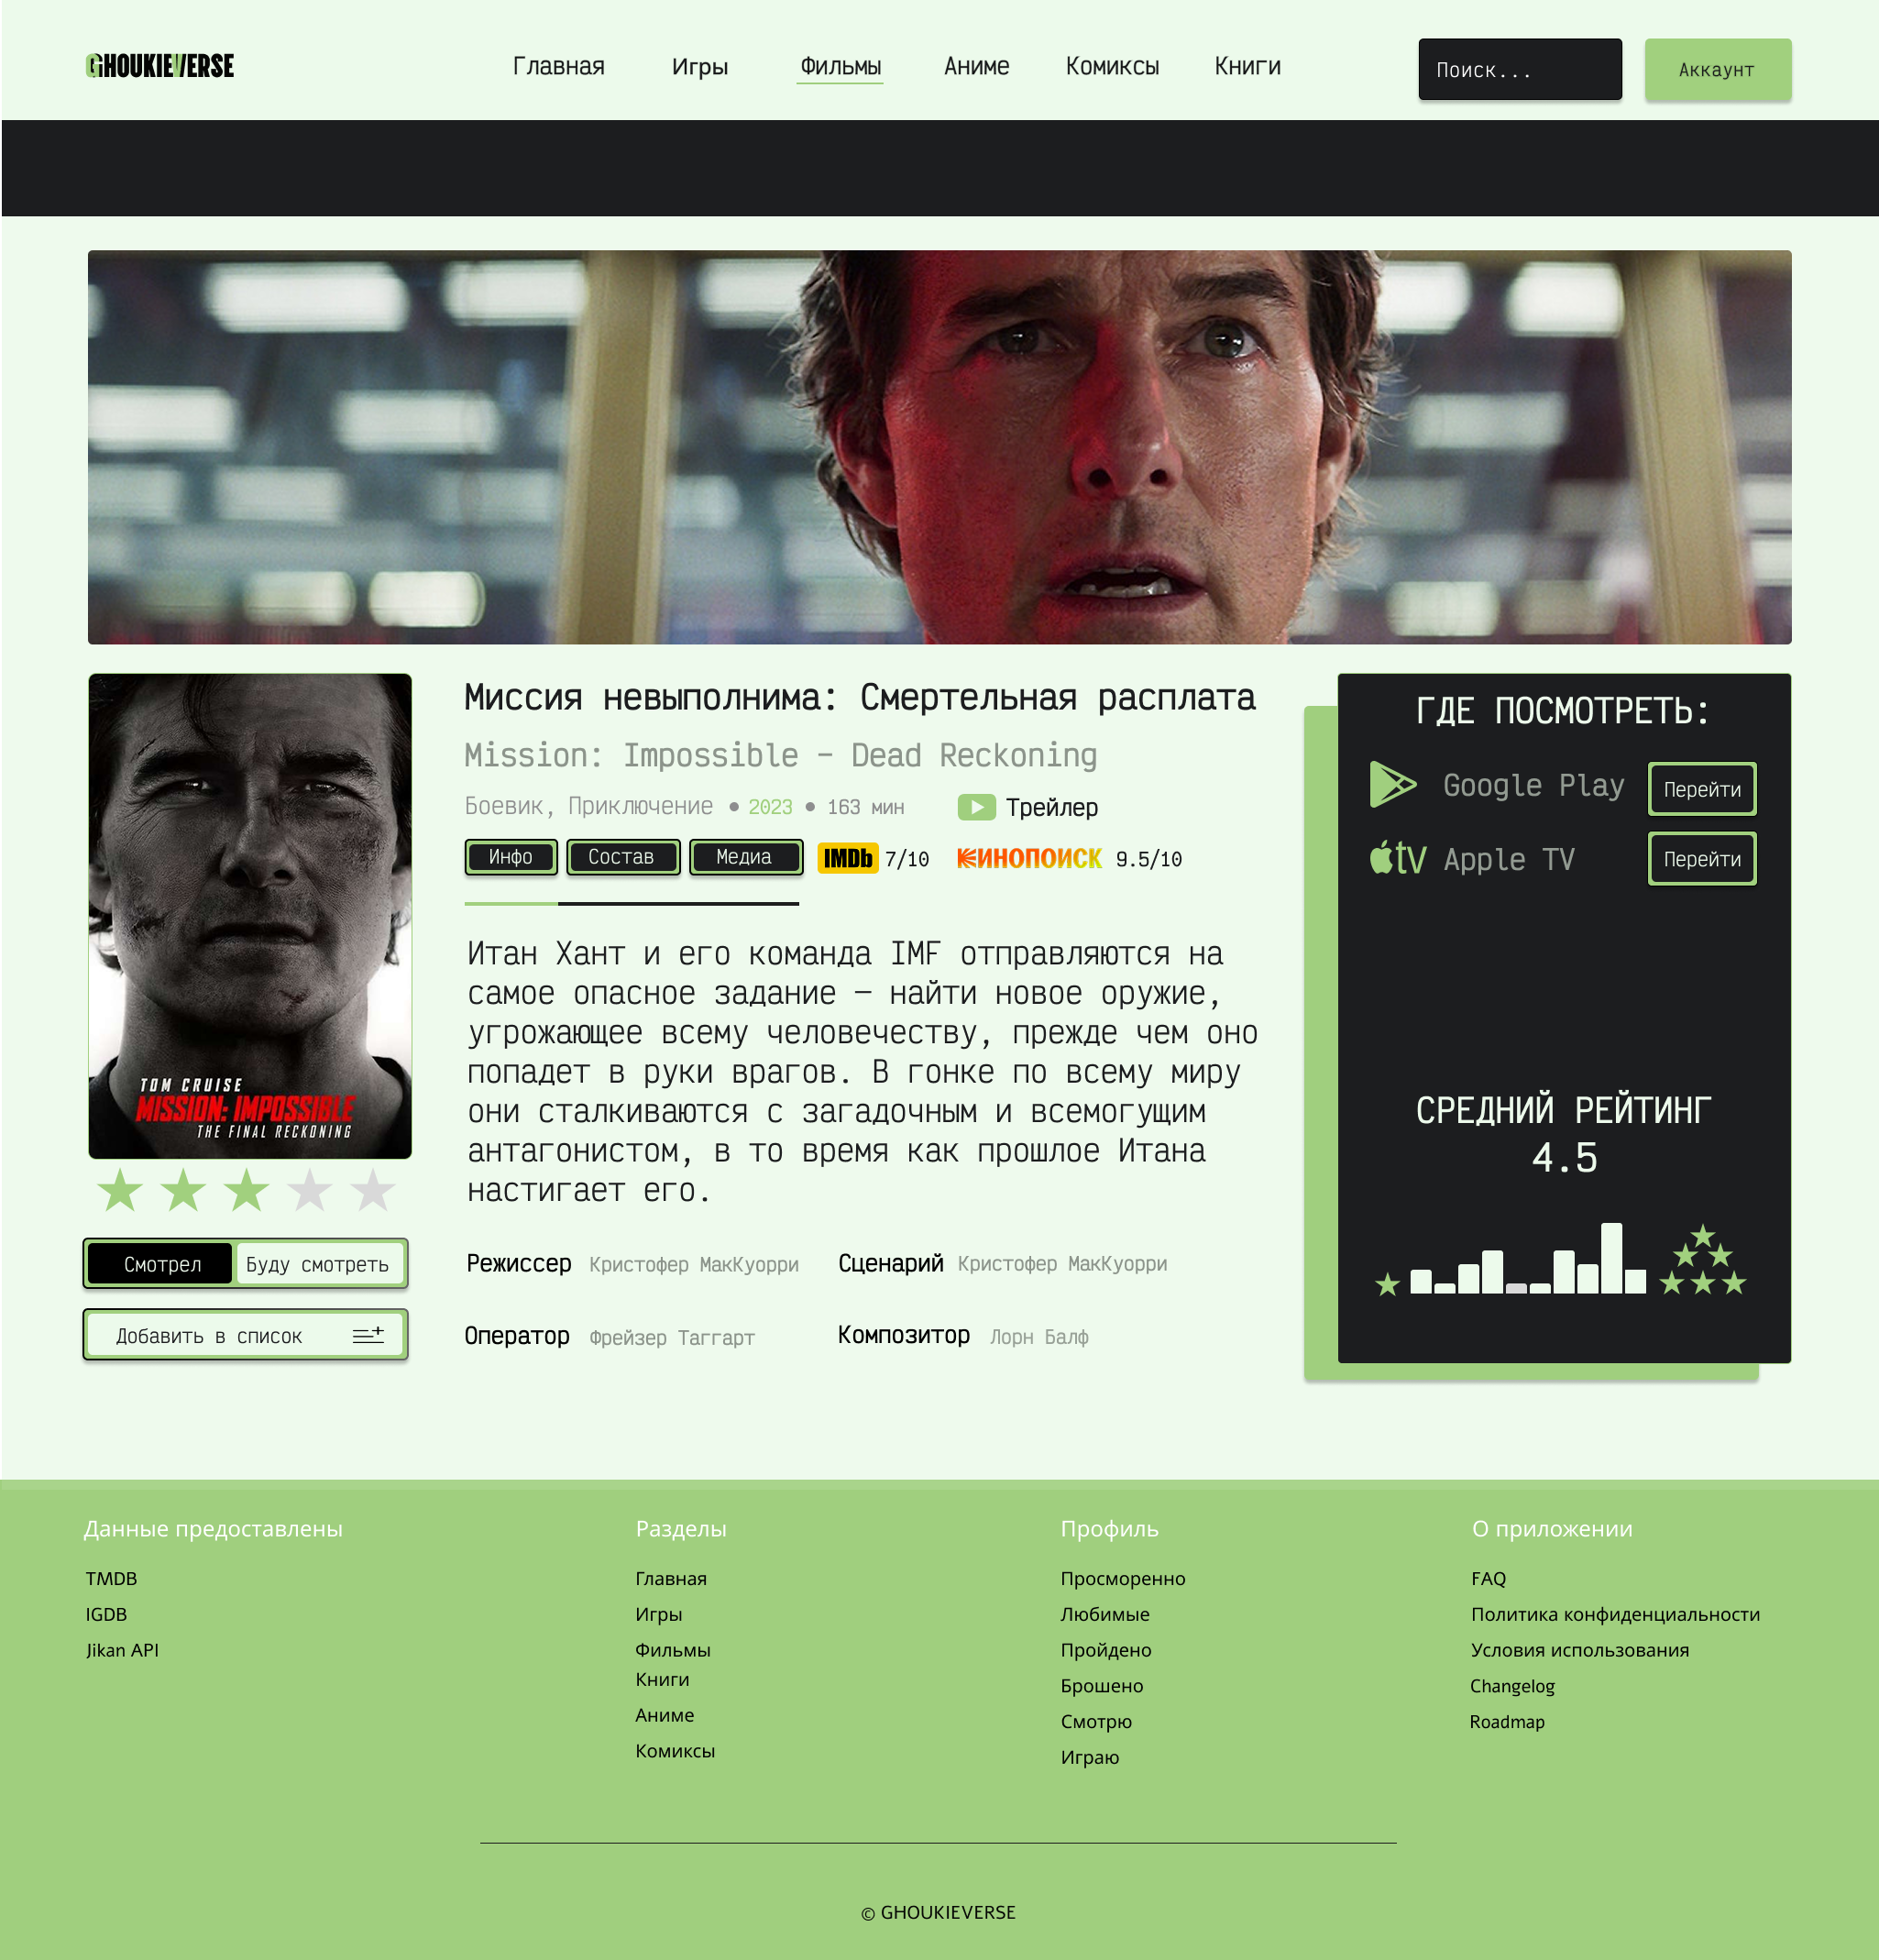 GHOUKIEVERSE
Главная
Игры
Фильмы
Аниме
Комиксы
Книги
Поиск...
Аккаунт
TOM CRUISE
MISSION: IMPOSSIBLE
THE FINAL RECKONING
Смотрел
Буду смотреть
Добавить в список
Миссия невыполнима: Смертельная расплата
Mission: Impossible - Dead Reckoning
Боевик, Приключение • 2023 • 163 мин
Трейлер
Инфо
Состав
Медиа
IMDb 7/10
КИНОПОИСК 9.5/10
Итан Хант и его команда IMF отправляются на
самое опасное задание — найти новое оружие,
угрожающее всему человечеству, прежде чем оно
попадет в руки врагов. В гонке по всему миру
они сталкиваются с загадочным и всемогущим
антагонистом, в то время как прошлое Итана
настигает его.
Режиссер Кристофер МакКуорри
Сценарий Кристофер МакКуорри
Оператор Фрейзер Таггарт
Композитор Лорн Балф
ГДЕ ПОСМОТРЕТЬ:
Google Play
Перейти
tv Apple TV
Перейти
СРЕДНИЙ РЕЙТИНГ
4.5
Данные предоставлены
TMDB
IGDB
Jikan API
Разделы
Главная
Игры
Фильмы
Книги
Аниме
Комиксы
Профиль
Просморенно
Любимые
Пройдено
Брошено
Смотрю
Играю
О приложении
FAQ
Политика конфиденциальности
Условия использования
Changelog
Roadmap
© GHOUKIEVERSE